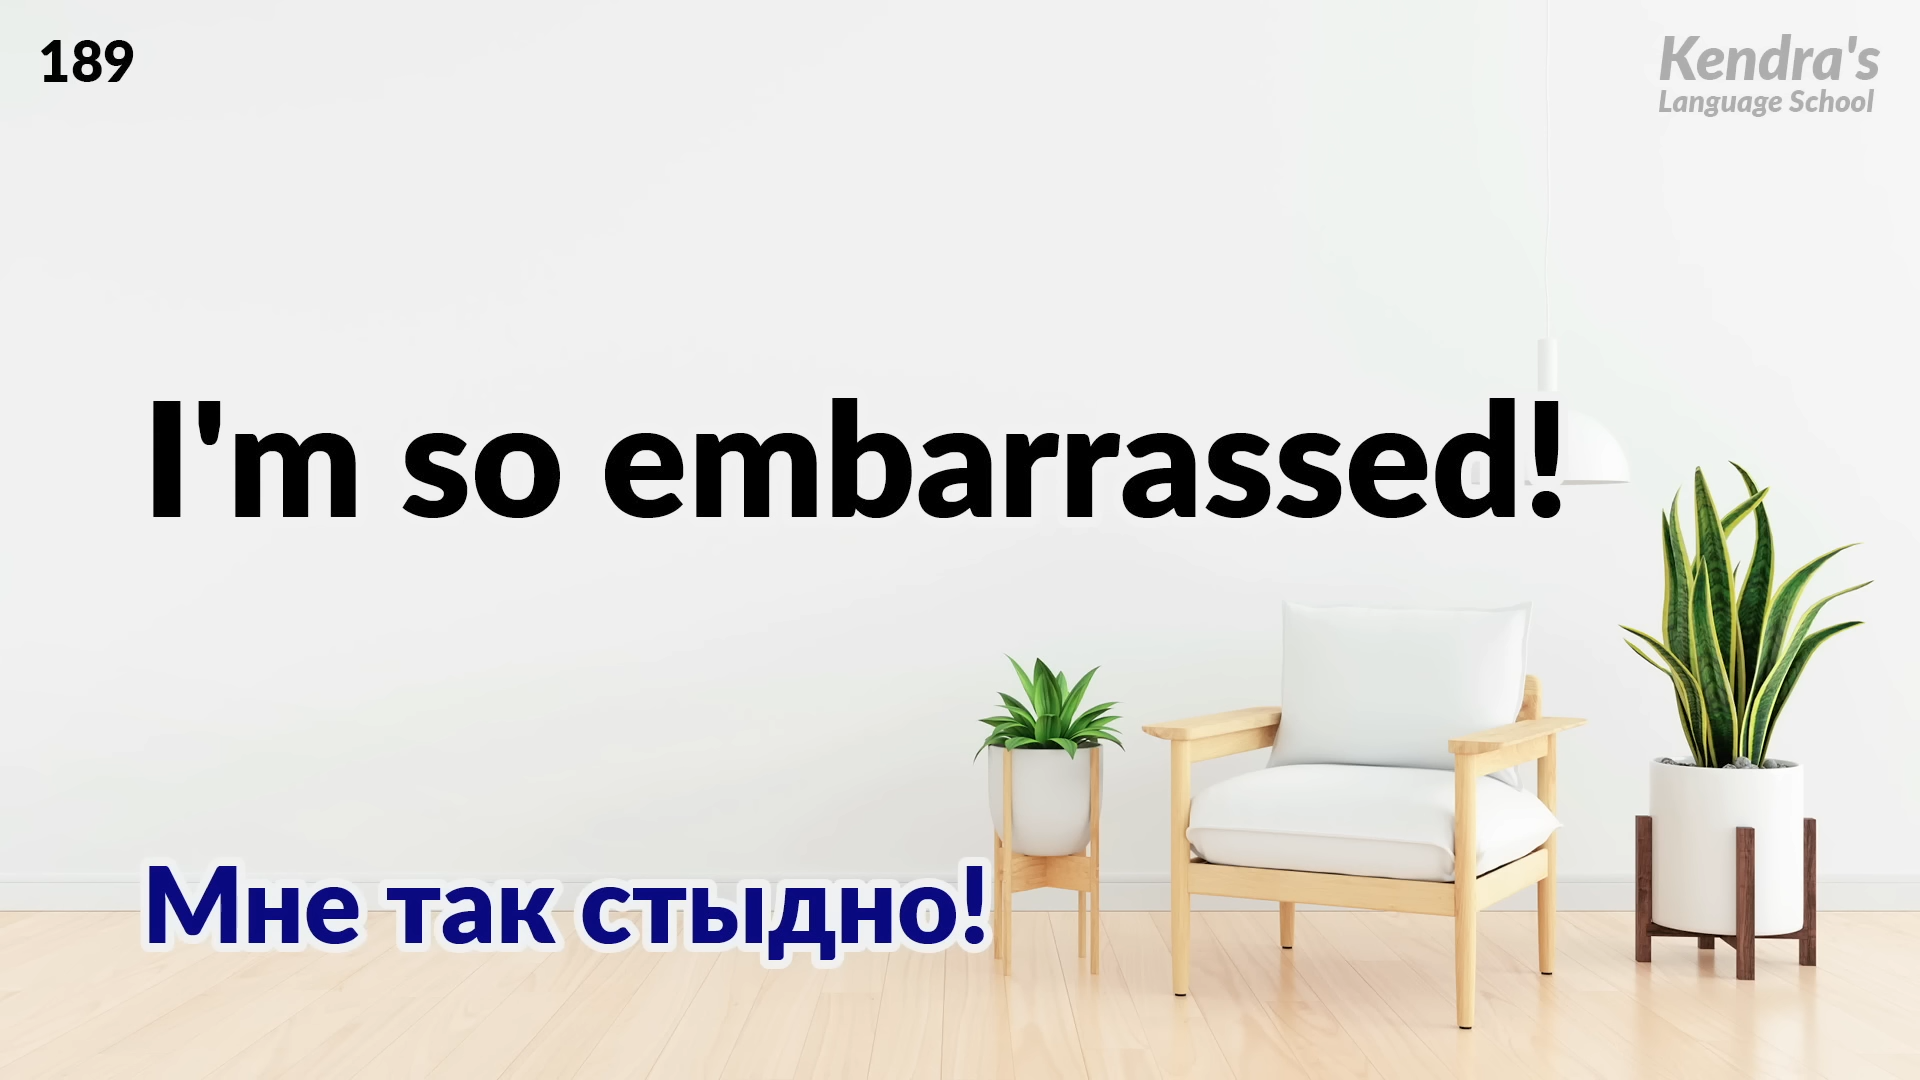 189
Kendra's
Language School
I'm so embarrassed!
Мне так стыдно!